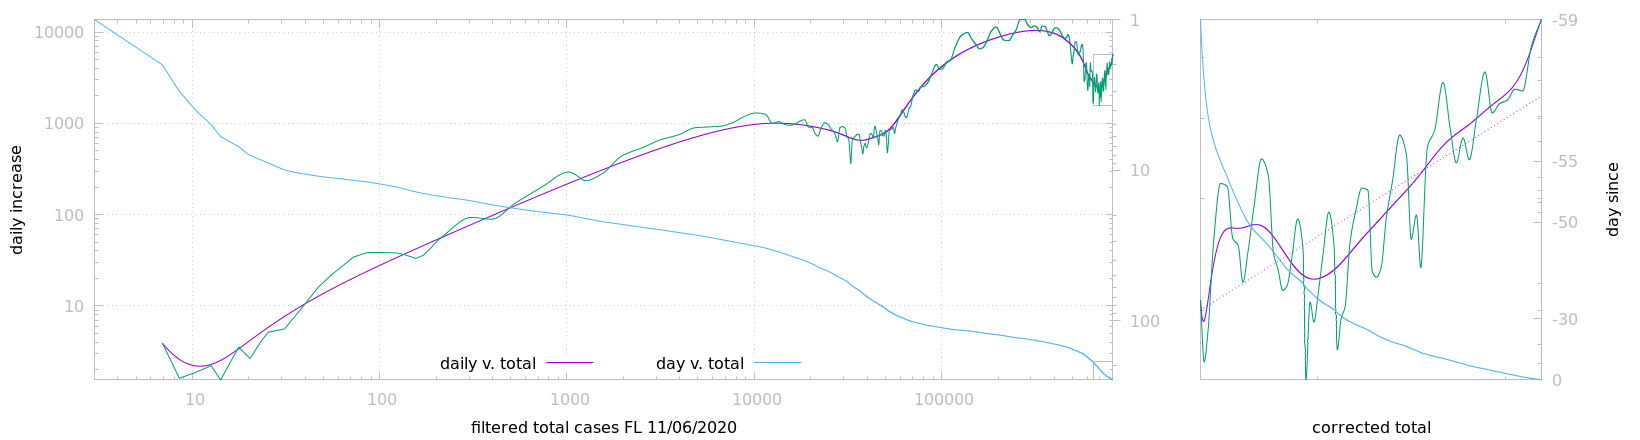 10000
1000
100
10
daily increase
10
100
1000
10000
100000
1
10
100
daily v. total
day v. total
filtered total cases FL 11/06/2020
-59
-55
-50
-30
0
day since
corrected total